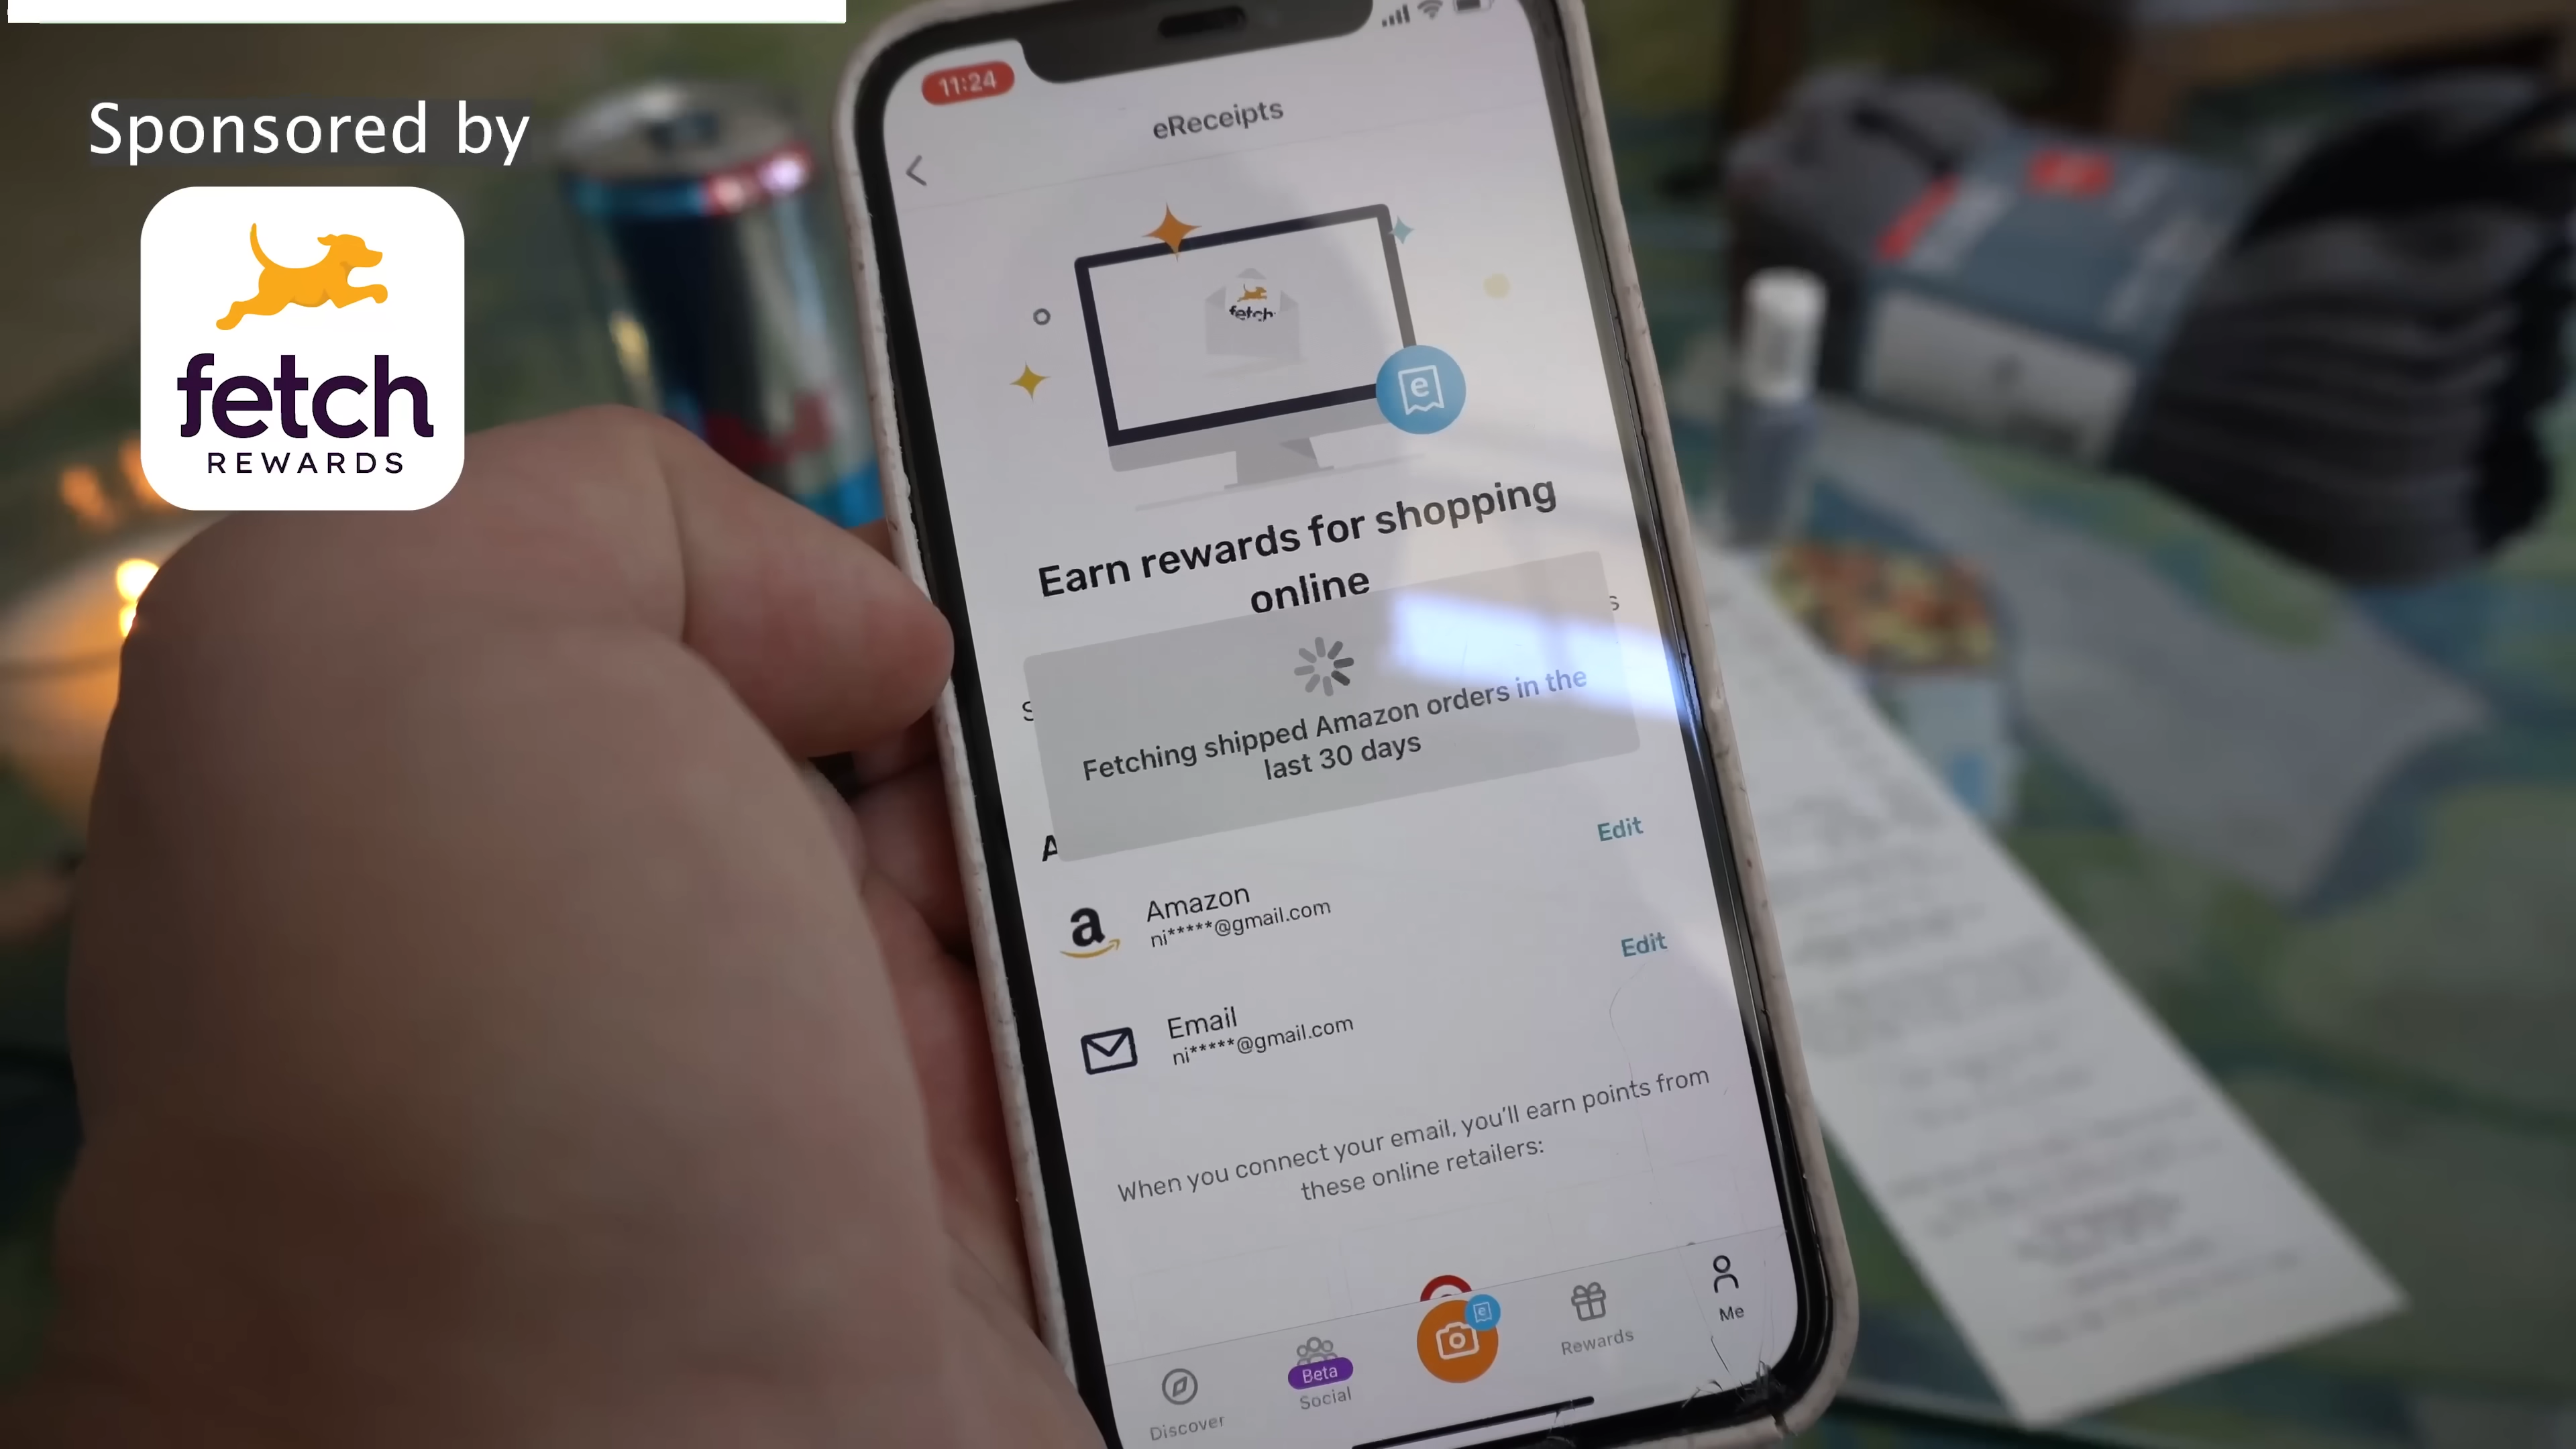 Sponsored by
fetch
REWARDS
11:24
eReceipts
fetch
e
Earn rewards for shopping
online
Fetching shipped Amazon orders in the
last 30 days
Edit
Amazon
ni*****@gmail.com
Edit
Email
ni*****@gmail.com
When you connect your email, you'll earn points from
these online retailers:
Discover
Beta
Social
e
Rewards
Me